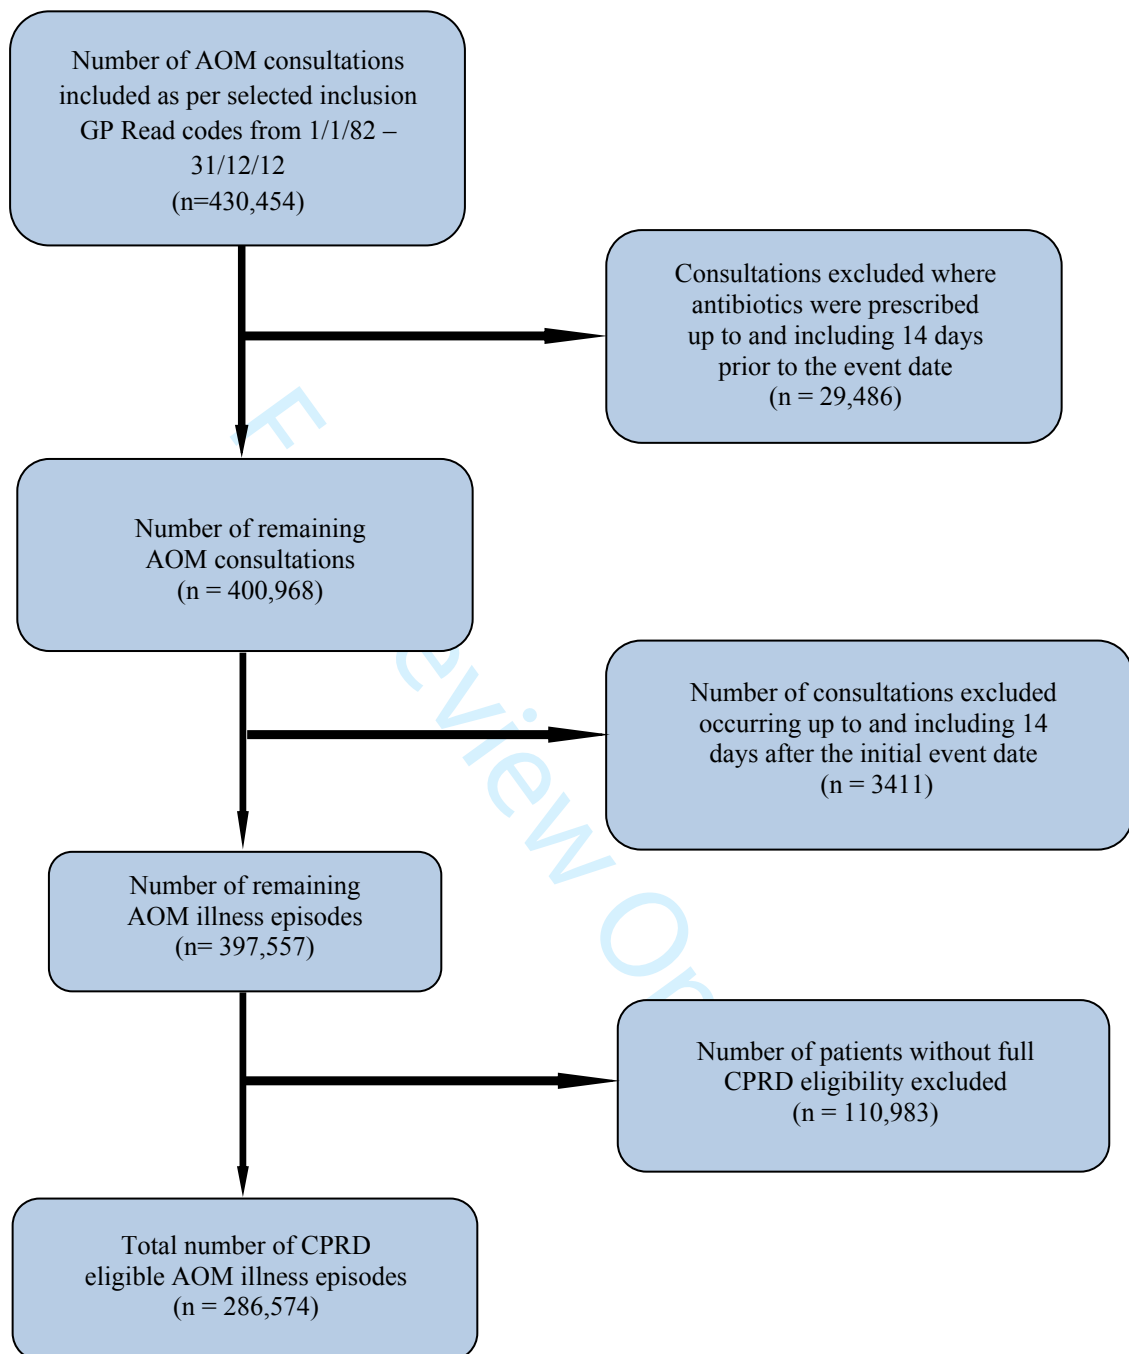 Number of AOM consultations
included as per selected inclusion
GP Read codes from 1/1/82 –
31/12/12
(n=430,454)
Consultations excluded where
antibiotics were prescribed
up to and including 14 days
prior to the event date
(n = 29,486)
Number of remaining
AOM consultations
(n = 400,968)
Number of consultations excluded
occurring up to and including 14
days after the initial event date
(n = 3411)
Number of remaining
AOM illness episodes
(n= 397,557)
Number of patients without full
CPRD eligibility excluded
(n = 110,983)
Total number of CPRD
eligible AOM illness episodes
(n = 286,574)